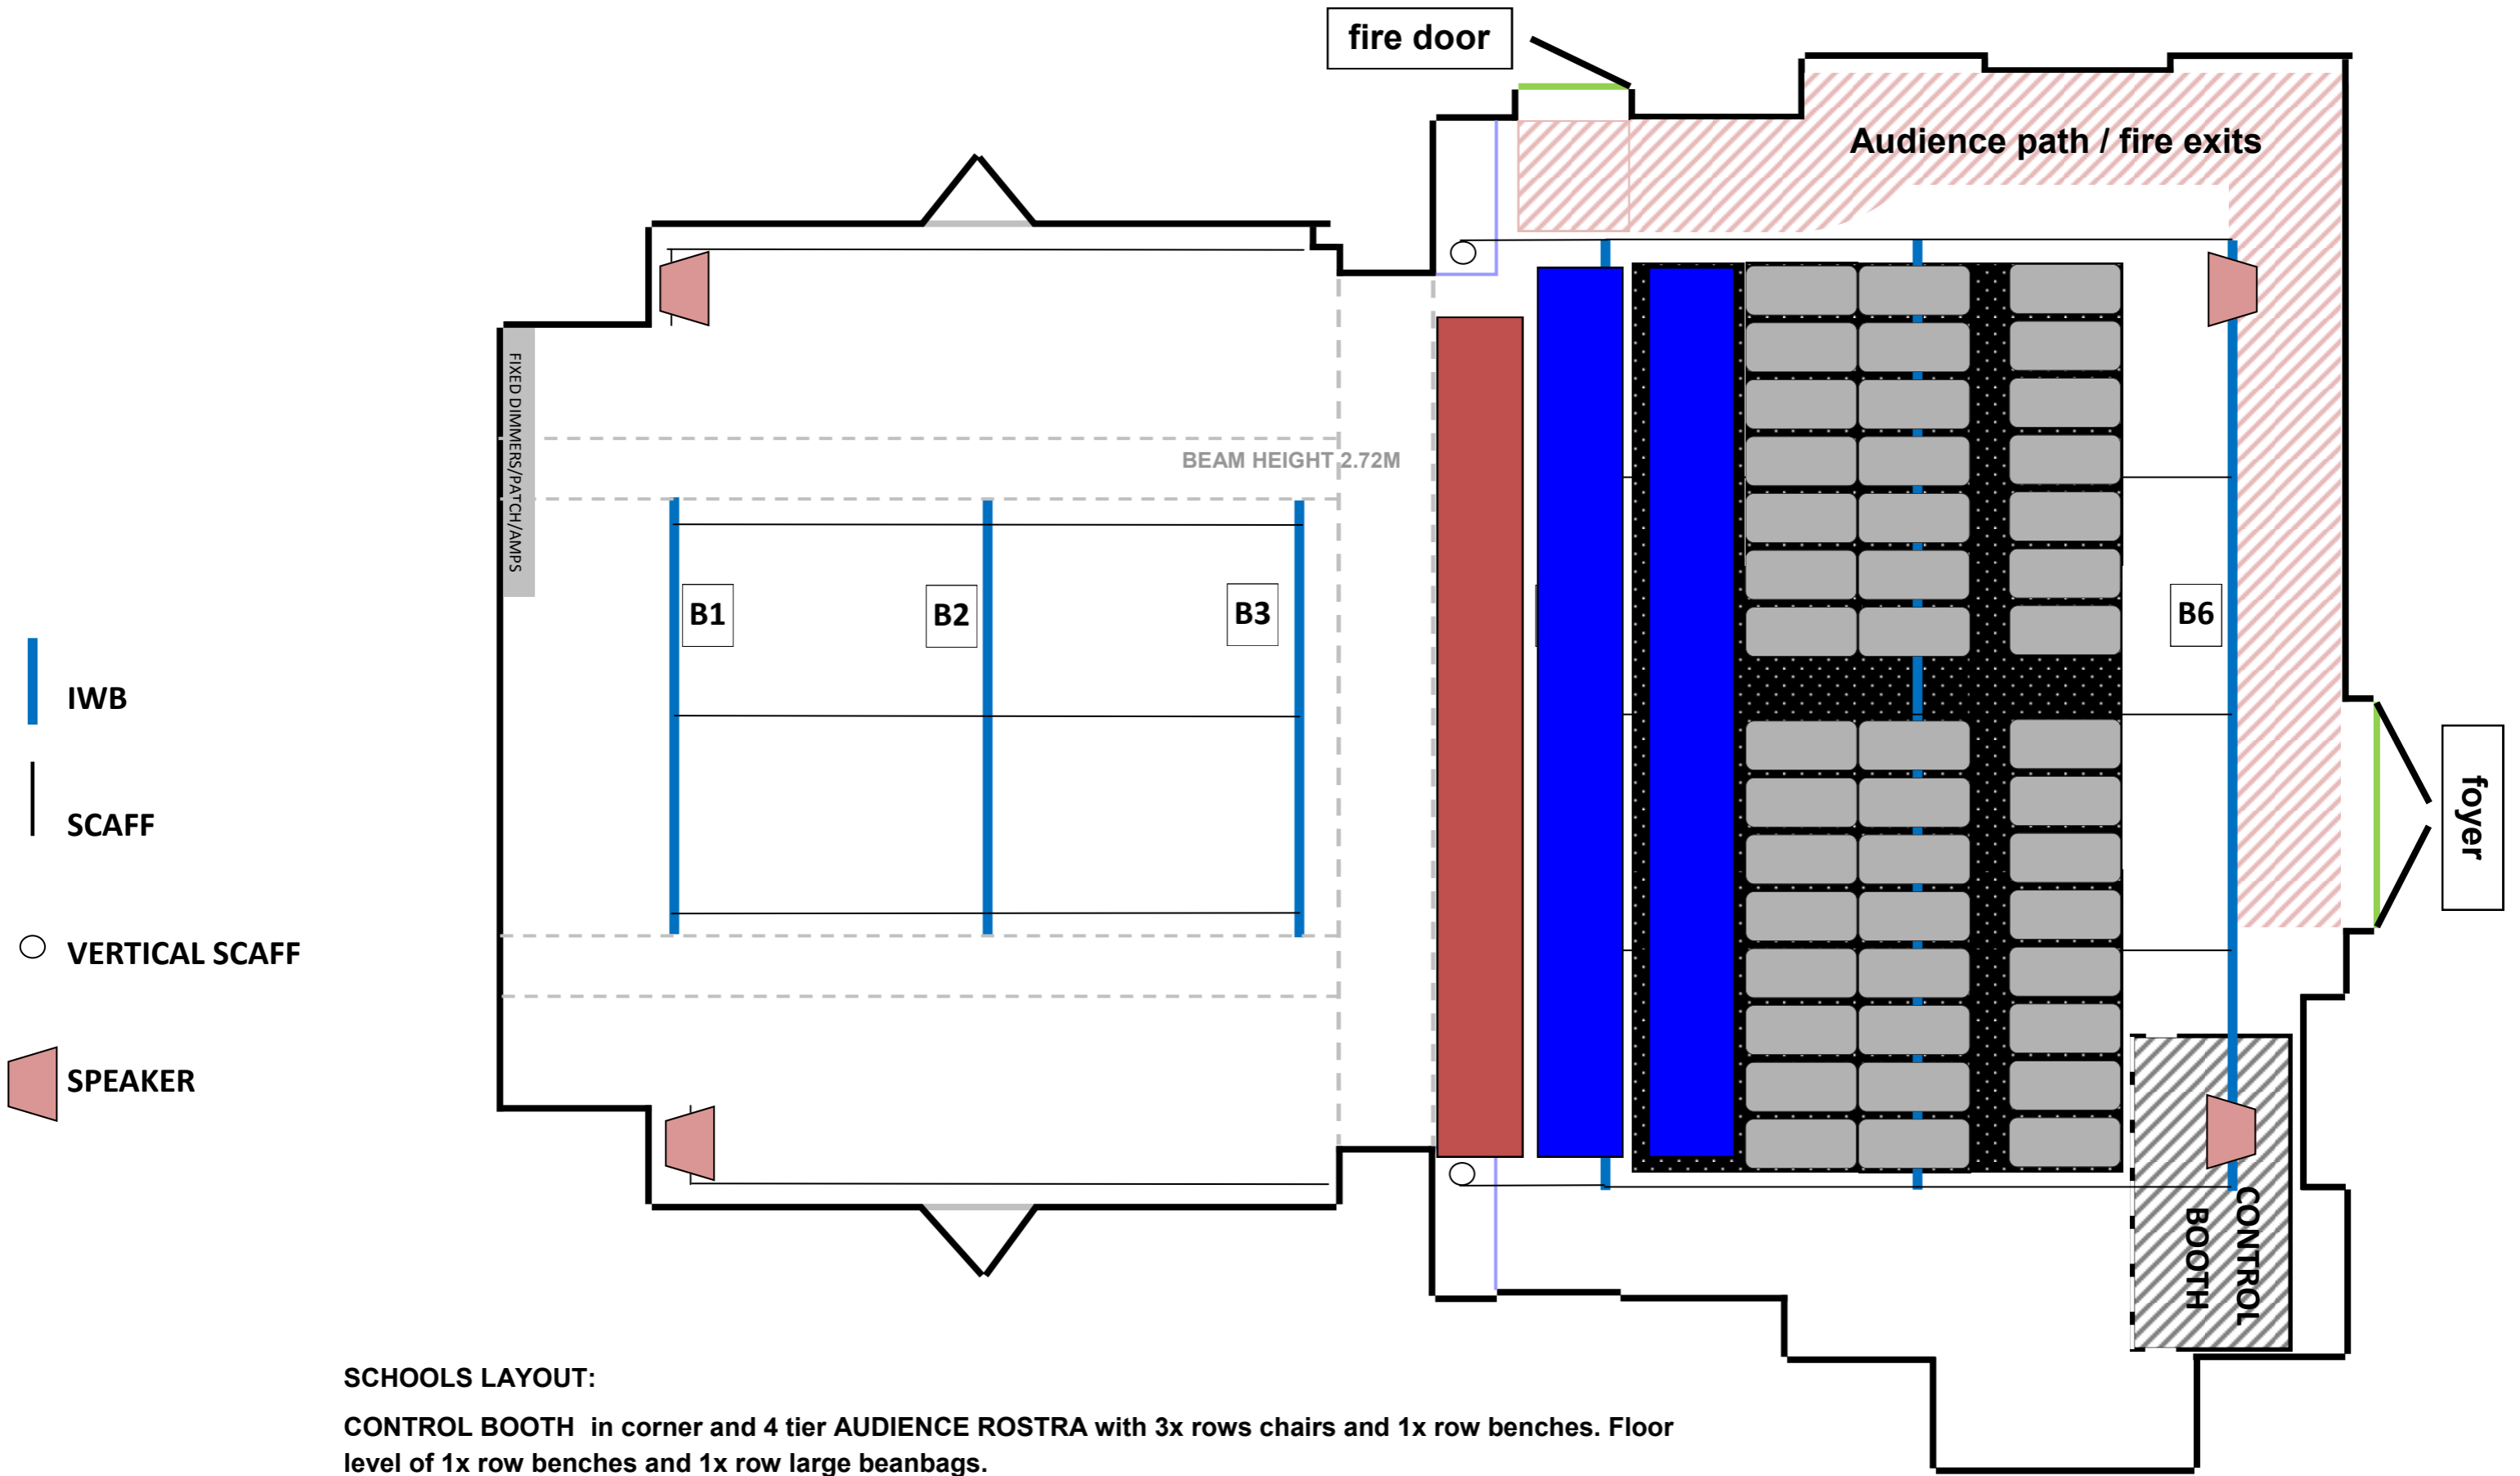 fire door
Audience path / fire exits
FIXED DIMMERS/PATCH/AMPS
BEAM HEIGHT 2.72M
B1
B2
B3
B6
IWB
SCAFF
VERTICAL SCAFF
SPEAKER
foyer
CONTROL
BOOTH
SCHOOLS LAYOUT:
CONTROL BOOTH in corner and 4 tier AUDIENCE ROSTRA with 3x rows chairs and 1x row benches. Floor
level of 1x row benches and 1x row large beanbags.